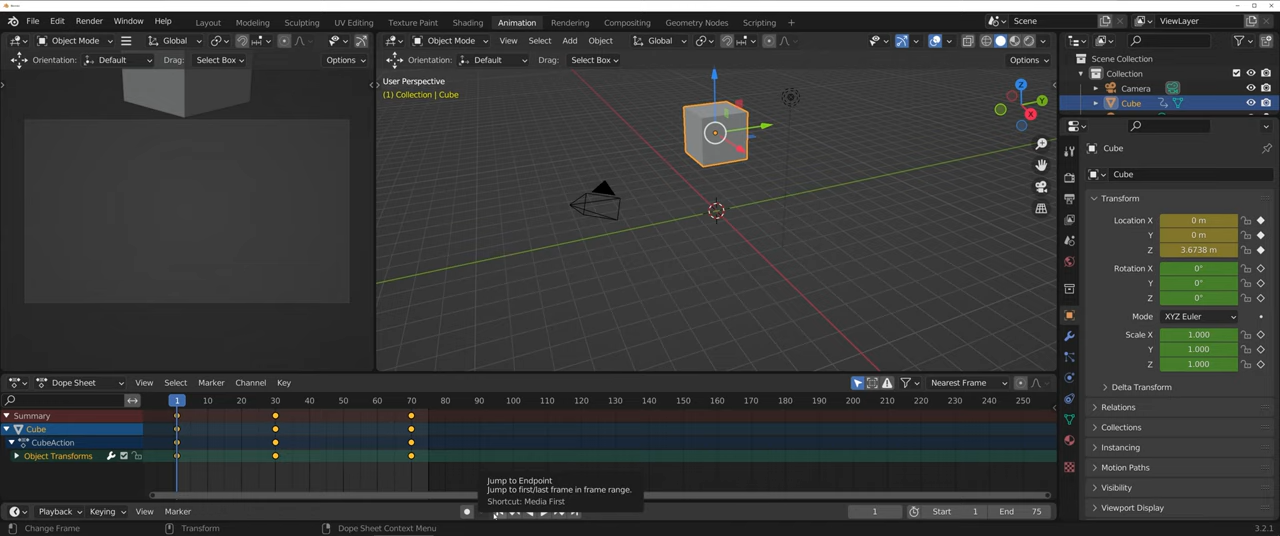 File Edit Render Window Help Layout Modeling Sculpting UV Editing Texture Paint Shading Animation Rendering Compositing Geometry Nodes Scripting + Scene ViewLayer
Object Mode Global Object Mode View Select Add Object Global
Orientation: Default Drag: Select Box Options Orientation: Default Drag: Select Box Options
User Perspective
(1) Collection | Cube
Z
Y
X
Scene Collection
Collection
Camera
Cube
Cube
Cube
Transform
Location X 0 m
Y 0 m
Z 3.6738 m
Rotation X 0°
Y 0°
Z 0°
Mode XYZ Euler
Scale X 1.000
Y 1.000
Z 1.000
Delta Transform
Relations
Collections
Instancing
Motion Paths
Visibility
Viewport Display
Dope Sheet View Select Marker Channel Key Nearest Frame
1 10 20 30 40 50 60 70 80 90 100 110 120 130 140 150 160 170 180 190 200 210 220 230 240 250
Summary
Cube
CubeAction
Object Transforms
Jump to Endpoint
Jump to first/last frame in frame range.
Shortcut: Media First
Playback Keying View Marker 1 Start 1 End 75
Change Frame Transform Dope Sheet Context Menu 3.2.1